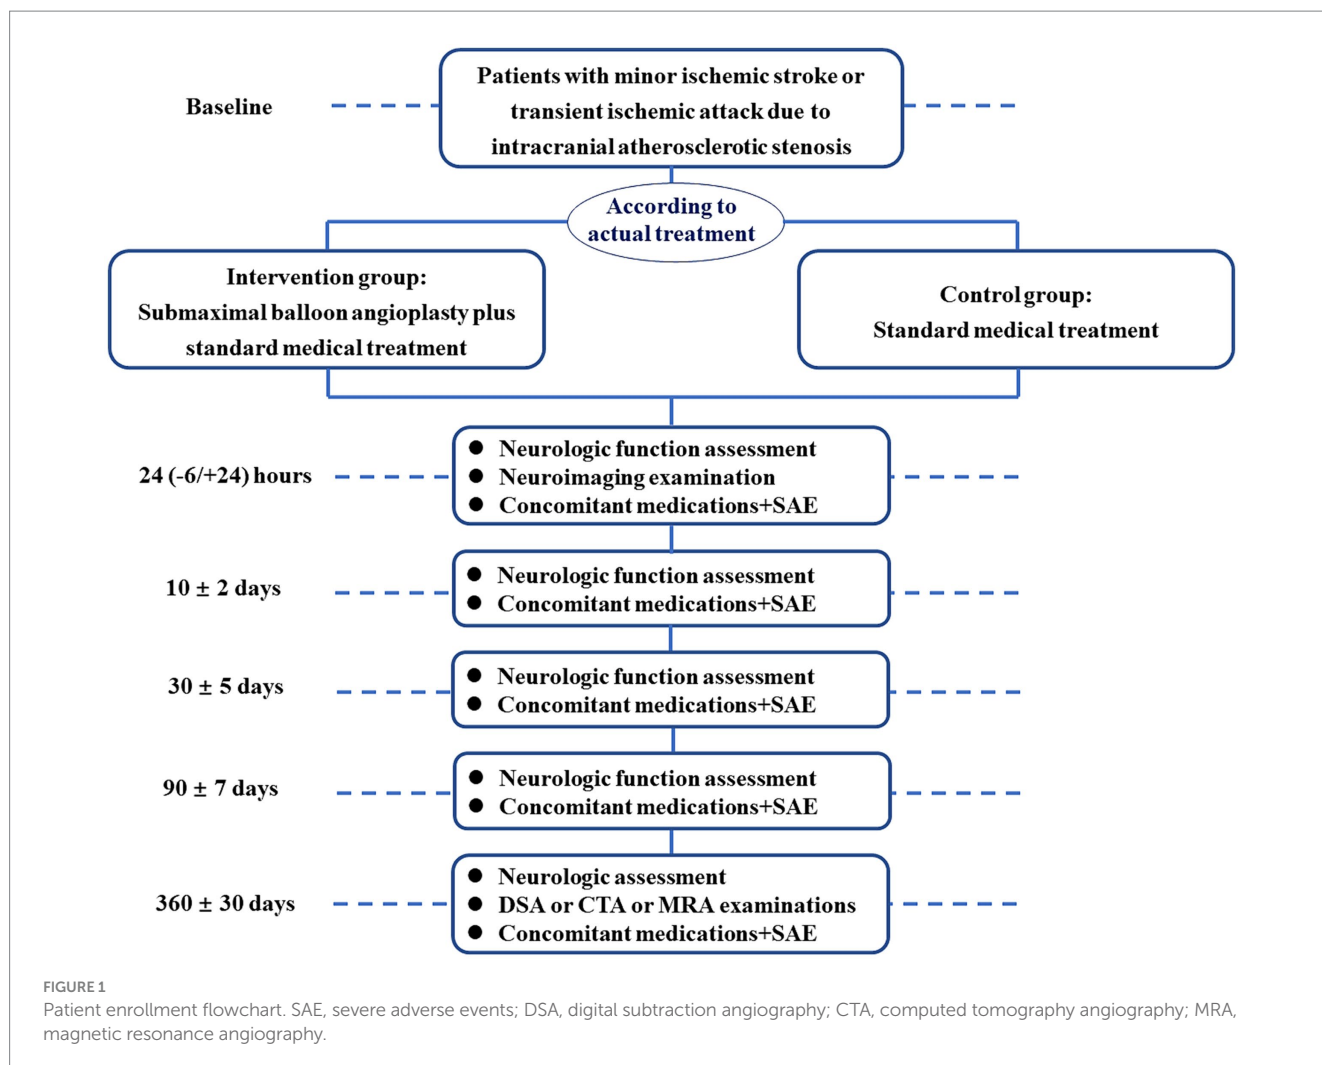 Baseline
Patients with minor ischemic stroke or
transient ischemic attack due to
intracranial atherosclerotic stenosis
According to
actual treatment
Intervention group:
Submaximal balloon angioplasty plus
standard medical treatment
Control group:
Standard medical treatment
24 (-6/+24) hours
● Neurologic function assessment
● Neuroimaging examination
● Concomitant medications+SAE
10 ± 2 days
● Neurologic function assessment
● Concomitant medications+SAE
30 ± 5 days
● Neurologic function assessment
● Concomitant medications+SAE
90 ± 7 days
● Neurologic function assessment
● Concomitant medications+SAE
360 ± 30 days
● Neurologic assessment
● DSA or CTA or MRA examinations
● Concomitant medications+SAE
FIGURE 1
Patient enrollment flowchart. SAE, severe adverse events; DSA, digital subtraction angiography; CTA, computed tomography angiography; MRA,
magnetic resonance angiography.